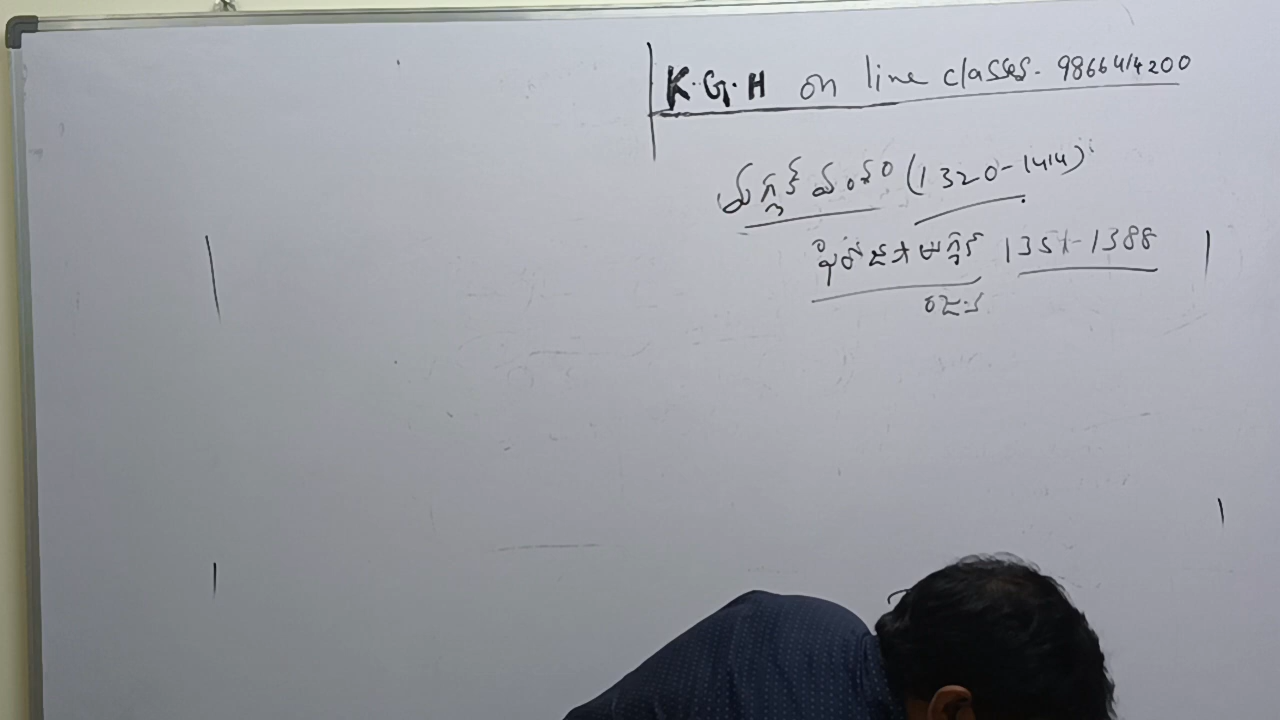 K.G.H on line classes. 9866414200
తుగ్లక్ వంశం (1320-1414)
ఫిరోజ్ షా తుగ్లక్ 1351-1388